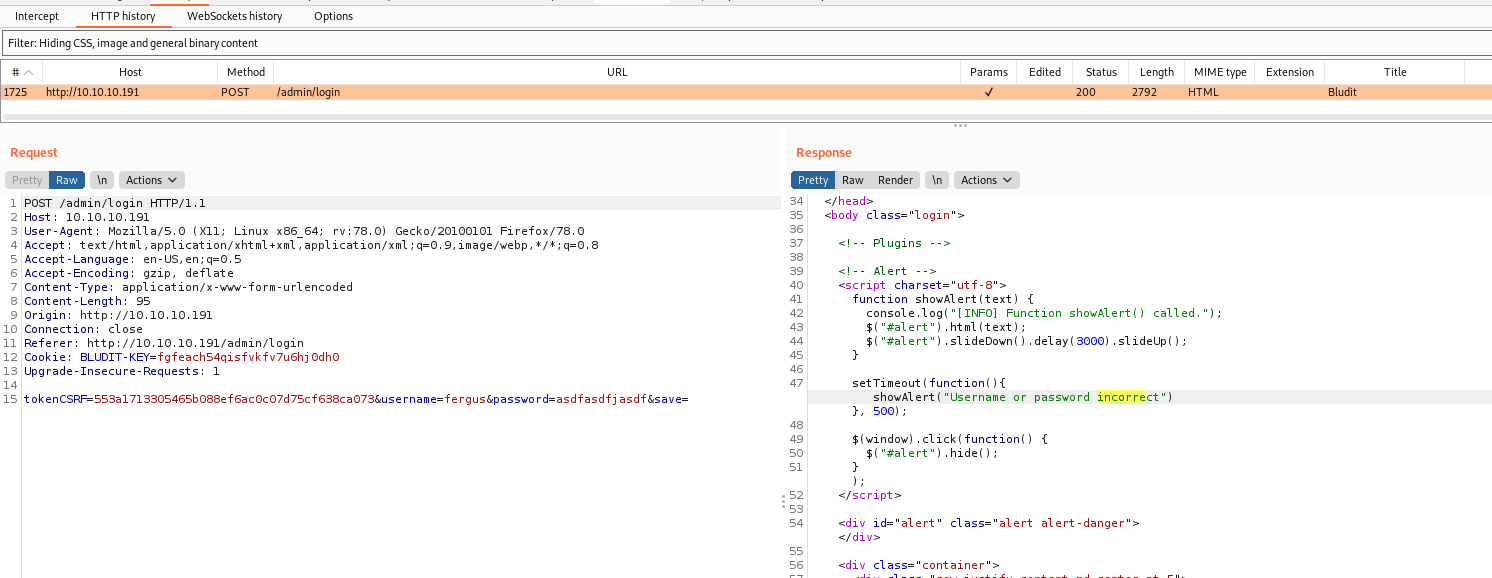 Intercept HTTP history WebSockets history Options
Filter: Hiding CSS, image and general binary content
# Host Method URL Params Edited Status Length MIME type Extension Title
1725 http://10.10.10.191 POST /admin/login ✓ 200 2792 HTML Bludit
Request
Pretty Raw \n Actions
1 POST /admin/login HTTP/1.1
2 Host: 10.10.10.191
3 User-Agent: Mozilla/5.0 (X11; Linux x86_64; rv:78.0) Gecko/20100101 Firefox/78.0
4 Accept: text/html,application/xhtml+xml,application/xml;q=0.9,image/webp,*/*;q=0.8
5 Accept-Language: en-US,en;q=0.5
6 Accept-Encoding: gzip, deflate
7 Content-Type: application/x-www-form-urlencoded
8 Content-Length: 95
9 Origin: http://10.10.10.191
10 Connection: close
11 Referer: http://10.10.10.191/admin/login
12 Cookie: BLUDIT-KEY=fgfeach54qisfvkfv7u6hj0dh0
13 Upgrade-Insecure-Requests: 1
14
15 tokenCSRF=553a1713305465b088ef6ac0c07d75cf638ca073&username=fergus&password=asdfasdfjasdf&save=
Response
Pretty Raw Render \n Actions
34 </head>
35 <body class="login">
36
37 <!-- Plugins -->
38
39 <!-- Alert -->
40 <script charset="utf-8">
41 function showAlert(text) {
42 console.log("[INFO] Function showAlert() called.");
43 $("#alert").html(text);
44 $("#alert").slideDown().delay(3000).slideUp();
45 }
46
47 setTimeout(function(){
showAlert("Username or password incorrect")
}, 500);
48
49 $(window).click(function() {
50 $("#alert").hide();
51 }
);
52 </script>
53
54 <div id="alert" class="alert alert-danger">
</div>
55
56 <div class="container">